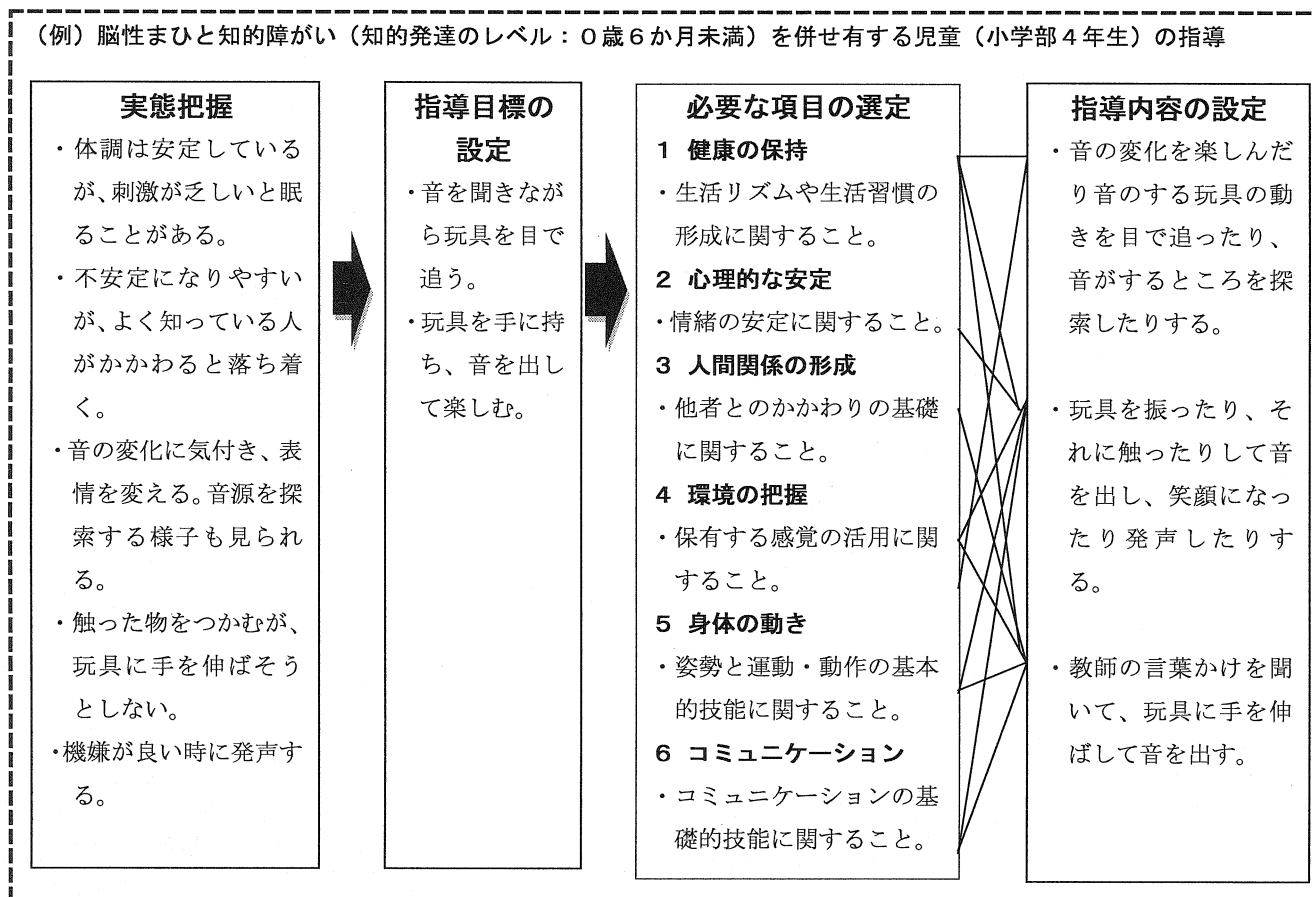 （例）脳性まひと知的障がい（知的発達のレベル：０歳６か月未満）を併せ有する児童（小学部４年生）の指導
実態把握
・体調は安定している
が、刺激が乏しいと眠
ることがある。
・不安定になりやすい
が、よく知っている人
がかかわると落ち着
く。
・音の変化に気付き、表
情を変える。音源を探
索する様子も見られ
る。
・触った物をつかむが、
玩具に手を伸ばそう
としない。
・機嫌が良い時に発声す
る。
指導目標の
設定
・音を聞きなが
ら玩具を目で
追う。
・玩具を手に持
ち、音を出し
て楽しむ。
必要な項目の選定
１ 健康の保持
・生活リズムや生活習慣の
形成に関すること。
２ 心理的な安定
・情緒の安定に関すること。
３ 人間関係の形成
・他者とのかかわりの基礎
に関すること。
４ 環境の把握
・保有する感覚の活用に関
すること。
５ 身体の動き
・姿勢と運動・動作の基本
的技能に関すること。
６ コミュニケーション
・コミュニケーションの基
礎的技能に関すること。
指導内容の設定
・音の変化を楽しんだ
り音のする玩具の動
きを目で追ったり、
音がするところを探
索したりする。
・玩具を振ったり、そ
れに触ったりして音
を出し、笑顔になっ
たり発声したりす
る。
・教師の言葉かけを聞
いて、玩具に手を伸
ばして音を出す。